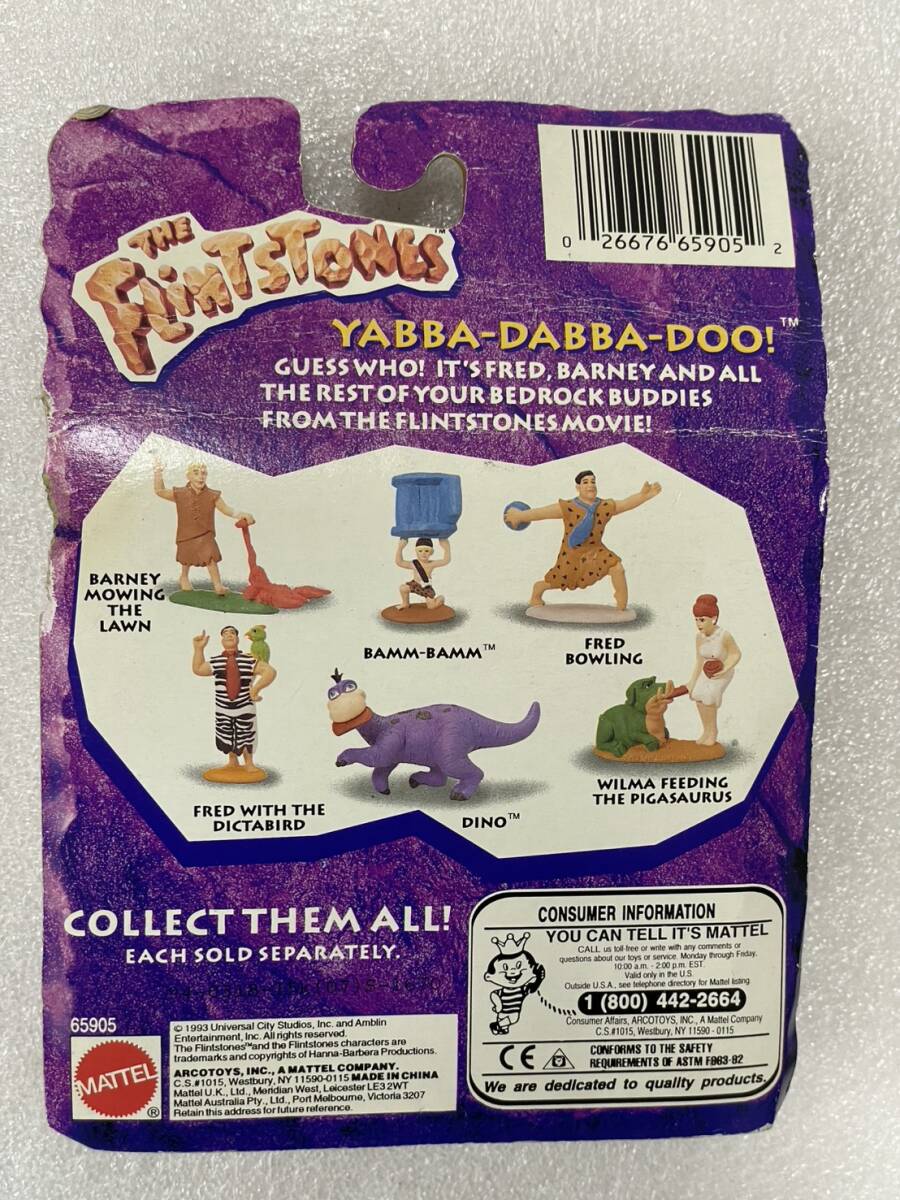 0 26676 65905 2
THE
FLINTSTONES™
YABBA-DABBA-DOO!™
GUESS WHO! IT'S FRED, BARNEY AND ALL
THE REST OF YOUR BEDROCK BUDDIES
FROM THE FLINTSTONES MOVIE!
BARNEY
MOWING
THE
LAWN
BAMM-BAMM™
FRED
BOWLING
FRED WITH THE
DICTABIRD
DINO™
WILMA FEEDING
THE PIGASAURUS
COLLECT THEM ALL!
EACH SOLD SEPARATELY.
65905
MATTEL
®
© 1993 Universal City Studios, Inc. and Amblin
Entertainment, Inc. All rights reserved.
The Flintstones™and the Flintstones characters are
trademarks and copyrights of Hanna-Barbera Productions.
ARCOTOYS, INC., A MATTEL COMPANY.
C.S.#1015, Westbury, NY 11590-0115 MADE IN CHINA
Mattel U.K., Ltd., Meridian West, Leicester LE3 2WT
Mattel Australia Pty., Ltd., Port Melbourne, Victoria 3207
Retain this address for future reference.
CONSUMER INFORMATION
YOU CAN TELL IT'S MATTEL
CALL us toll-free or write with any comments or
questions about our toys or service. Monday through Friday.
10:00 a.m. - 2:00 p.m. EST.
Valid only in the U.S.
Outside U.S.A., see telephone directory for Mattel listing
1 (800) 442-2664
Consumer Affairs, ARCOTOYS, INC., A Mattel Company
C.S.#1015, Westbury, NY 11590 - 0115
CE
CONFORMS TO THE SAFETY
REQUIREMENTS OF ASTM F963-92
We are dedicated to quality products.